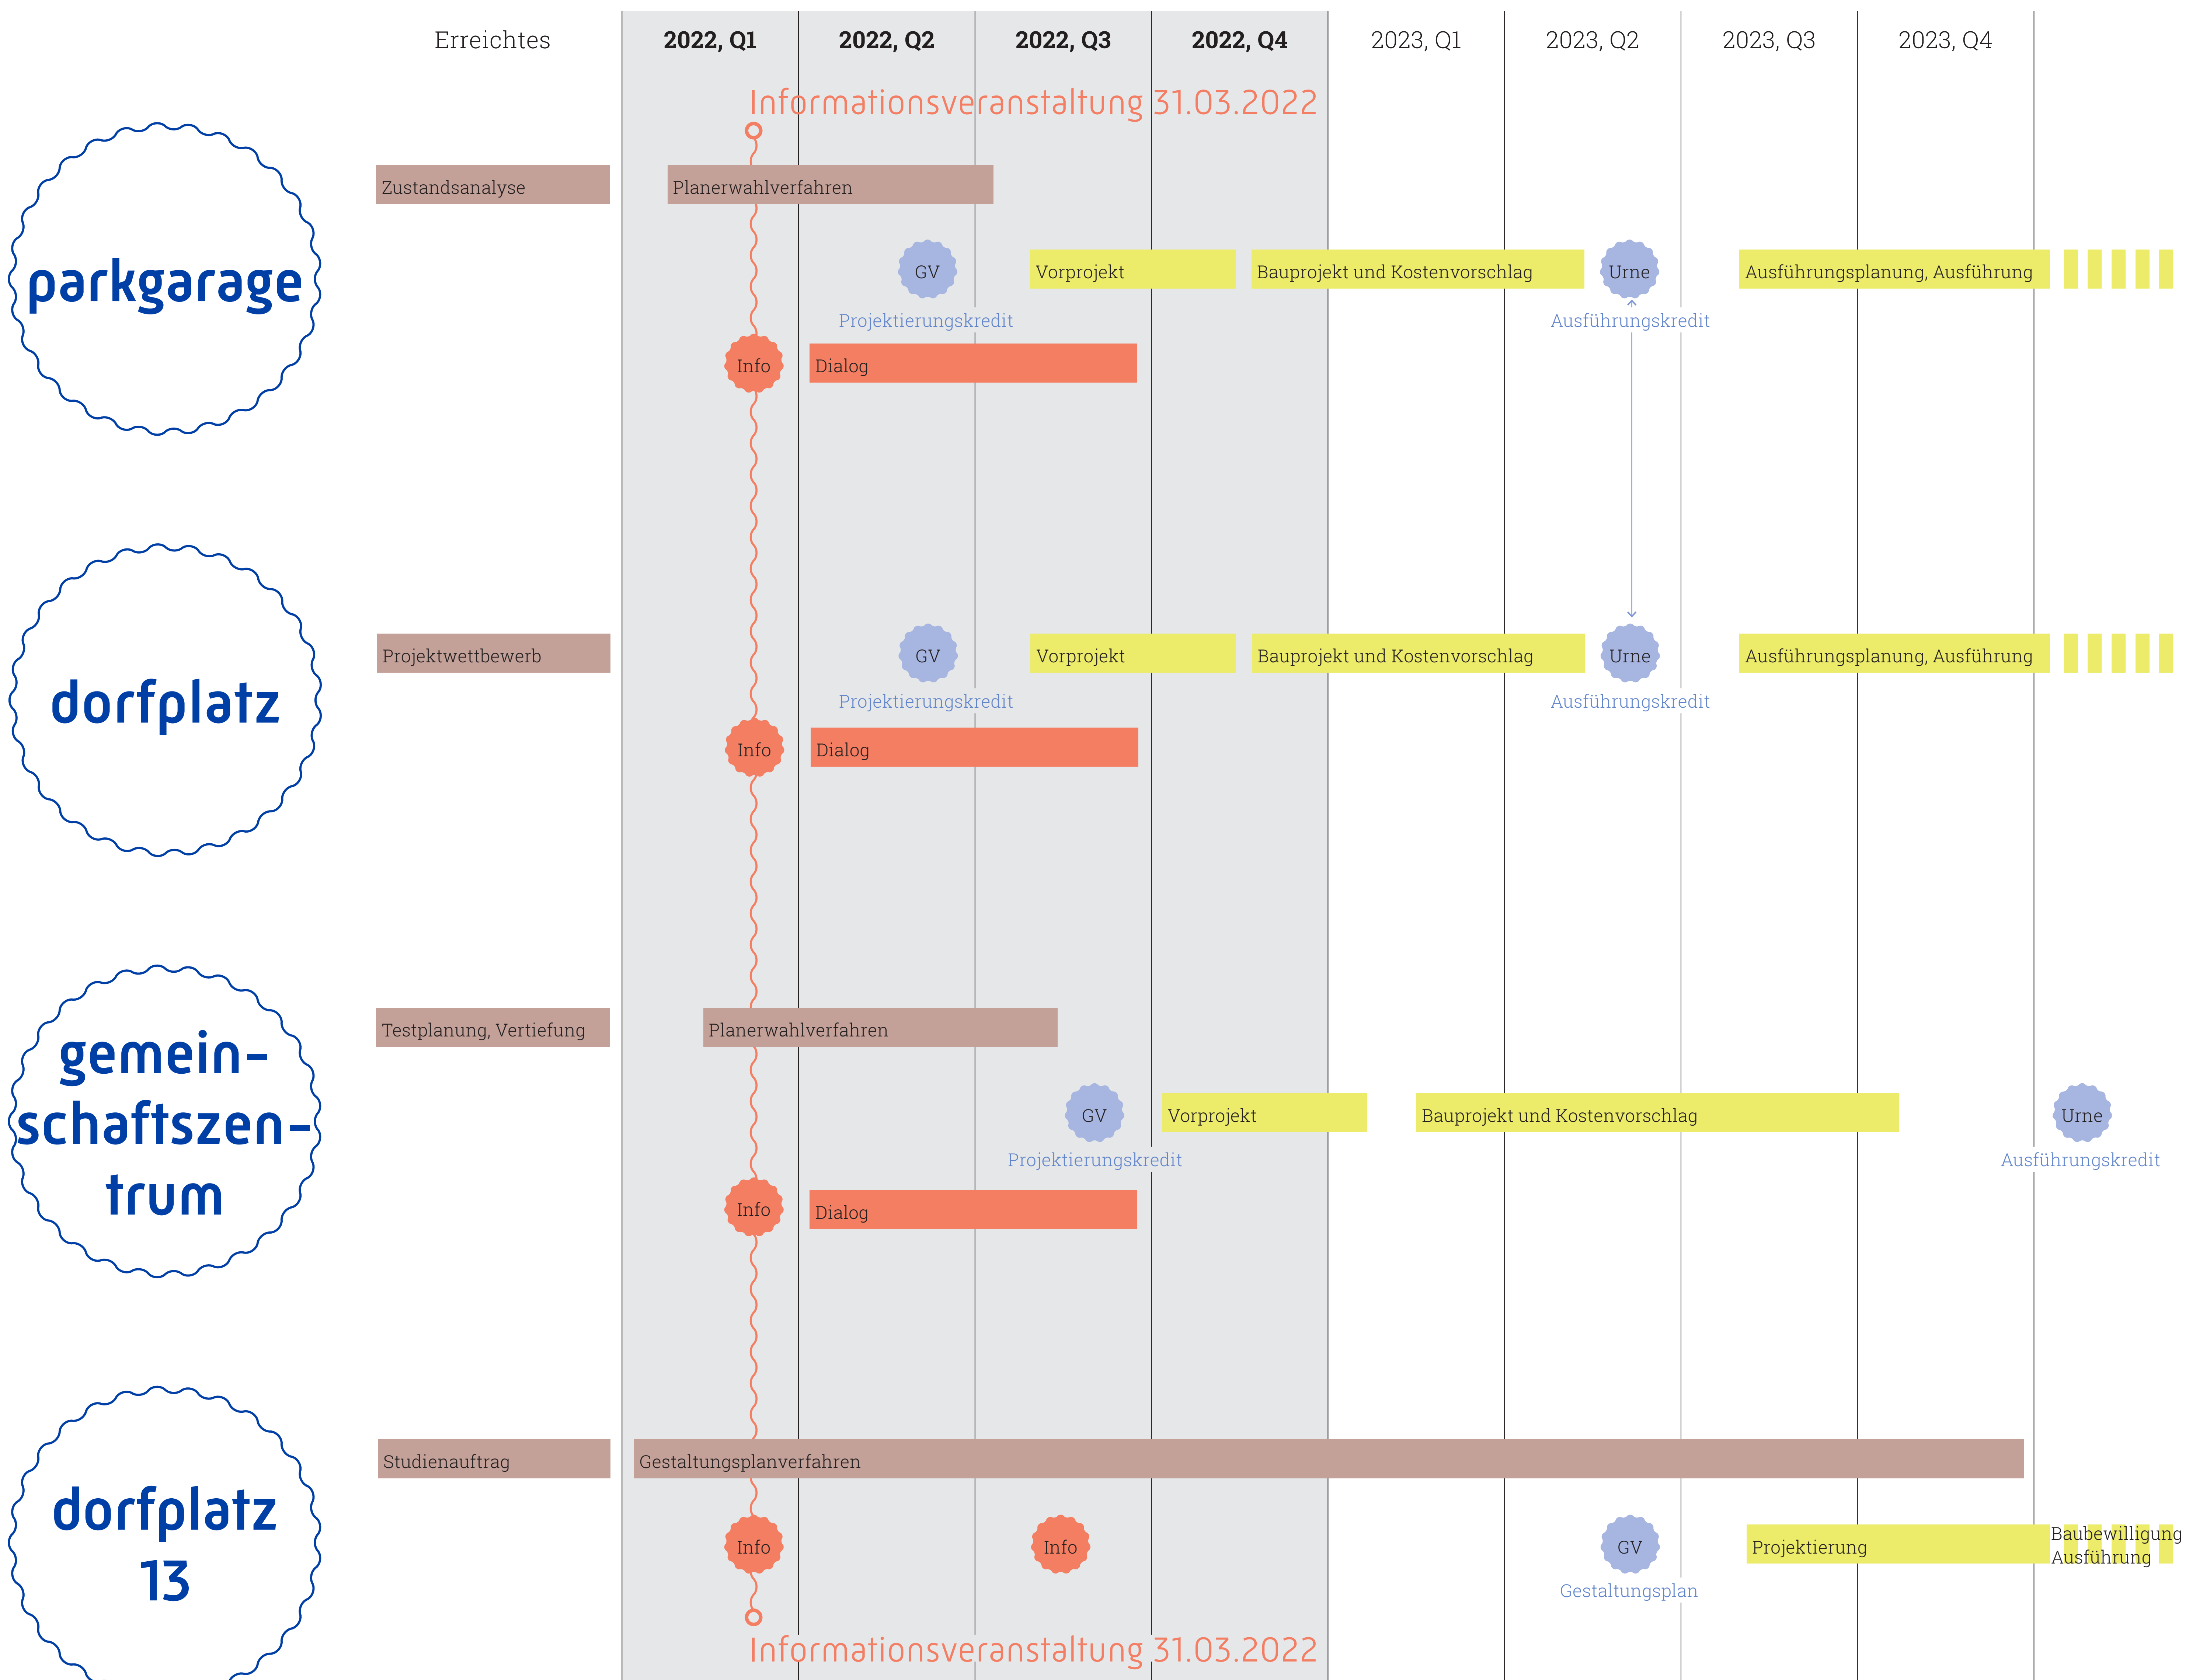 Erreichtes 2022, Q1 2022, Q2 2022, Q3 2022, Q4 2023, Q1 2023, Q2 2023, Q3 2023, Q4
Informationsveranstaltung 31.03.2022
parkgarage
Zustandsanalyse Planerwahlverfahren
GV Vorprojekt Bauprojekt und Kostenvorschlag Urne Ausführungsplanung, Ausführung
Projektierungskredit Ausführungskredit
Info Dialog
dorfplatz
Projektwettbewerb GV Vorprojekt Bauprojekt und Kostenvorschlag Urne Ausführungsplanung, Ausführung
Projektierungskredit Ausführungskredit
Info Dialog
gemein-
schaftszen-
trum
Testplanung, Vertiefung Planerwahlverfahren
GV Vorprojekt Bauprojekt und Kostenvorschlag Urne
Projektierungskredit Ausführungskredit
Info Dialog
dorfplatz
13
Studienauftrag Gestaltungsplanverfahren
Info Info GV Projektierung Baubewilligung
Ausführung
Gestaltungsplan
Informationsveranstaltung 31.03.2022